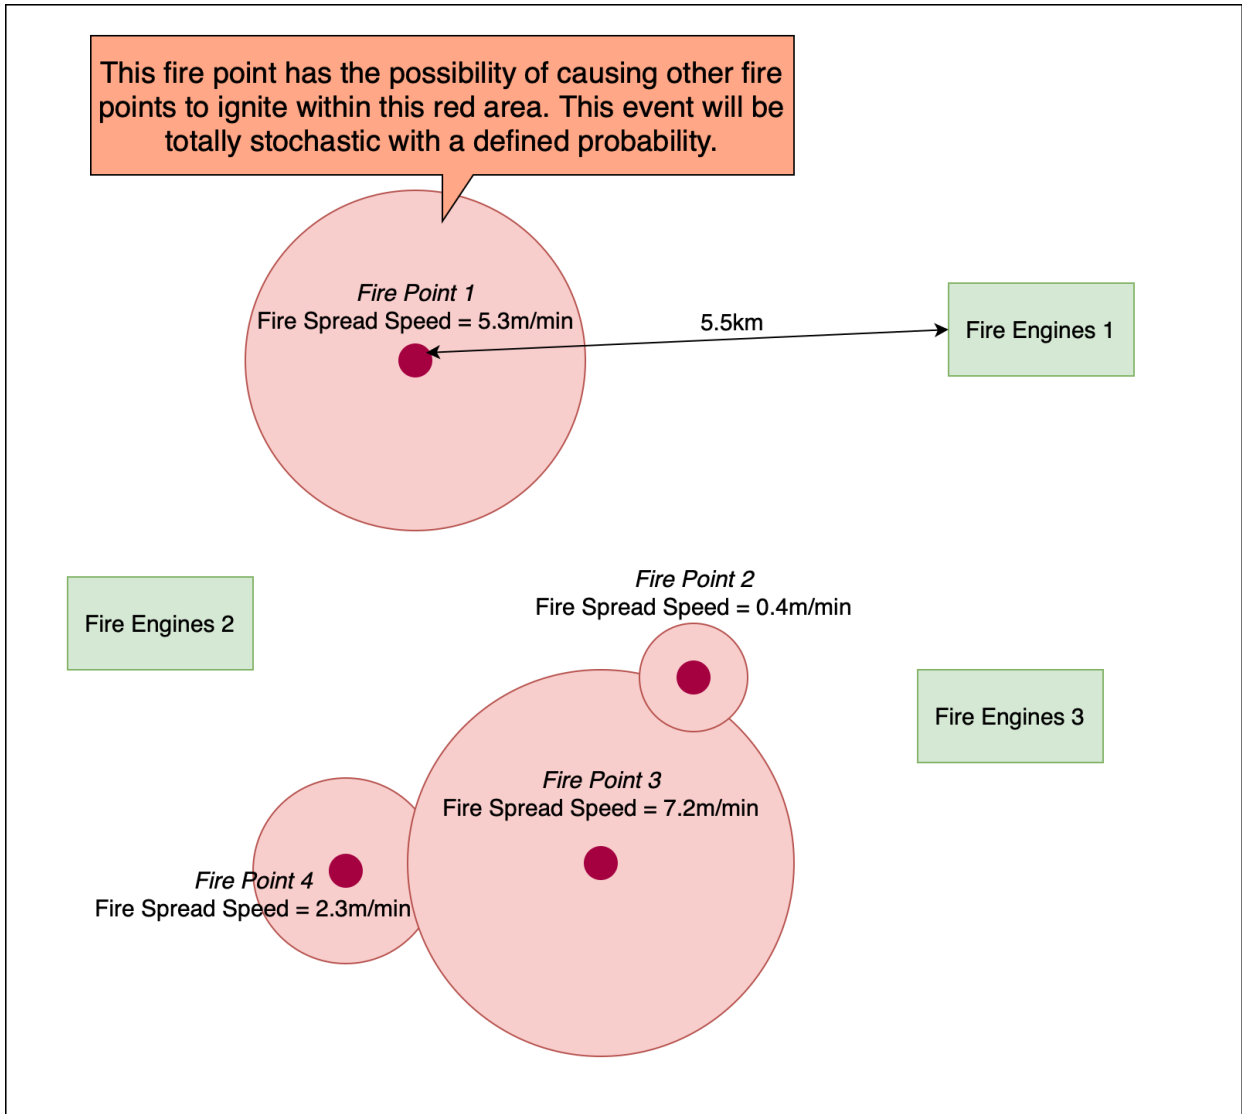 This fire point has the possibility of causing other fire
points to ignite within this red area. This event will be
totally stochastic with a defined probability.
Fire Point 1
Fire Spread Speed = 5.3m/min
5.5km
Fire Engines 1
Fire Engines 2
Fire Point 2
Fire Spread Speed = 0.4m/min
Fire Engines 3
Fire Point 3
Fire Spread Speed = 7.2m/min
Fire Point 4
Fire Spread Speed = 2.3m/min